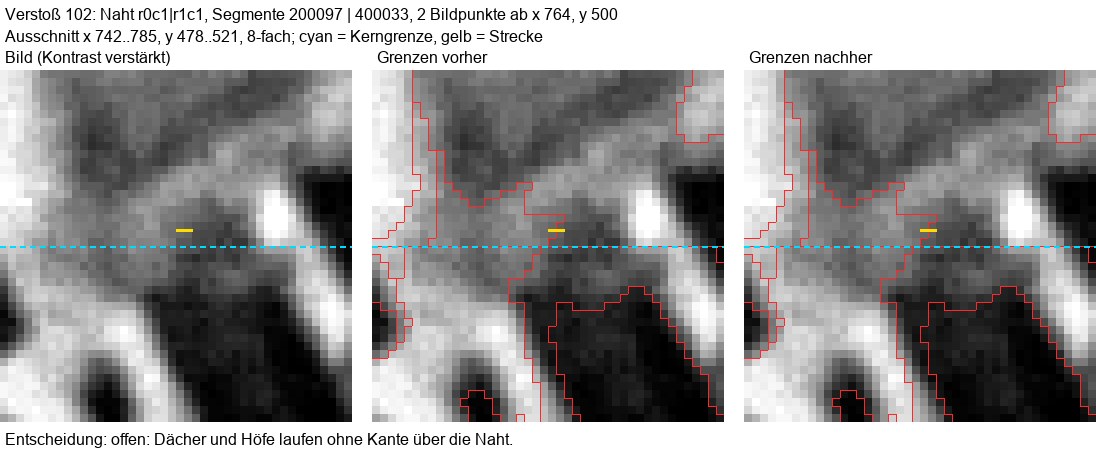 Verstoß 102: Naht r0c1|r1c1, Segmente 200097 | 400033, 2 Bildpunkte ab x 764, y 500
Ausschnitt x 742..785, y 478..521, 8-fach; cyan = Kerngrenze, gelb = Strecke
Bild (Kontrast verstärkt) Grenzen vorher Grenzen nachher
Entscheidung: offen: Dächer und Höfe laufen ohne Kante über die Naht.